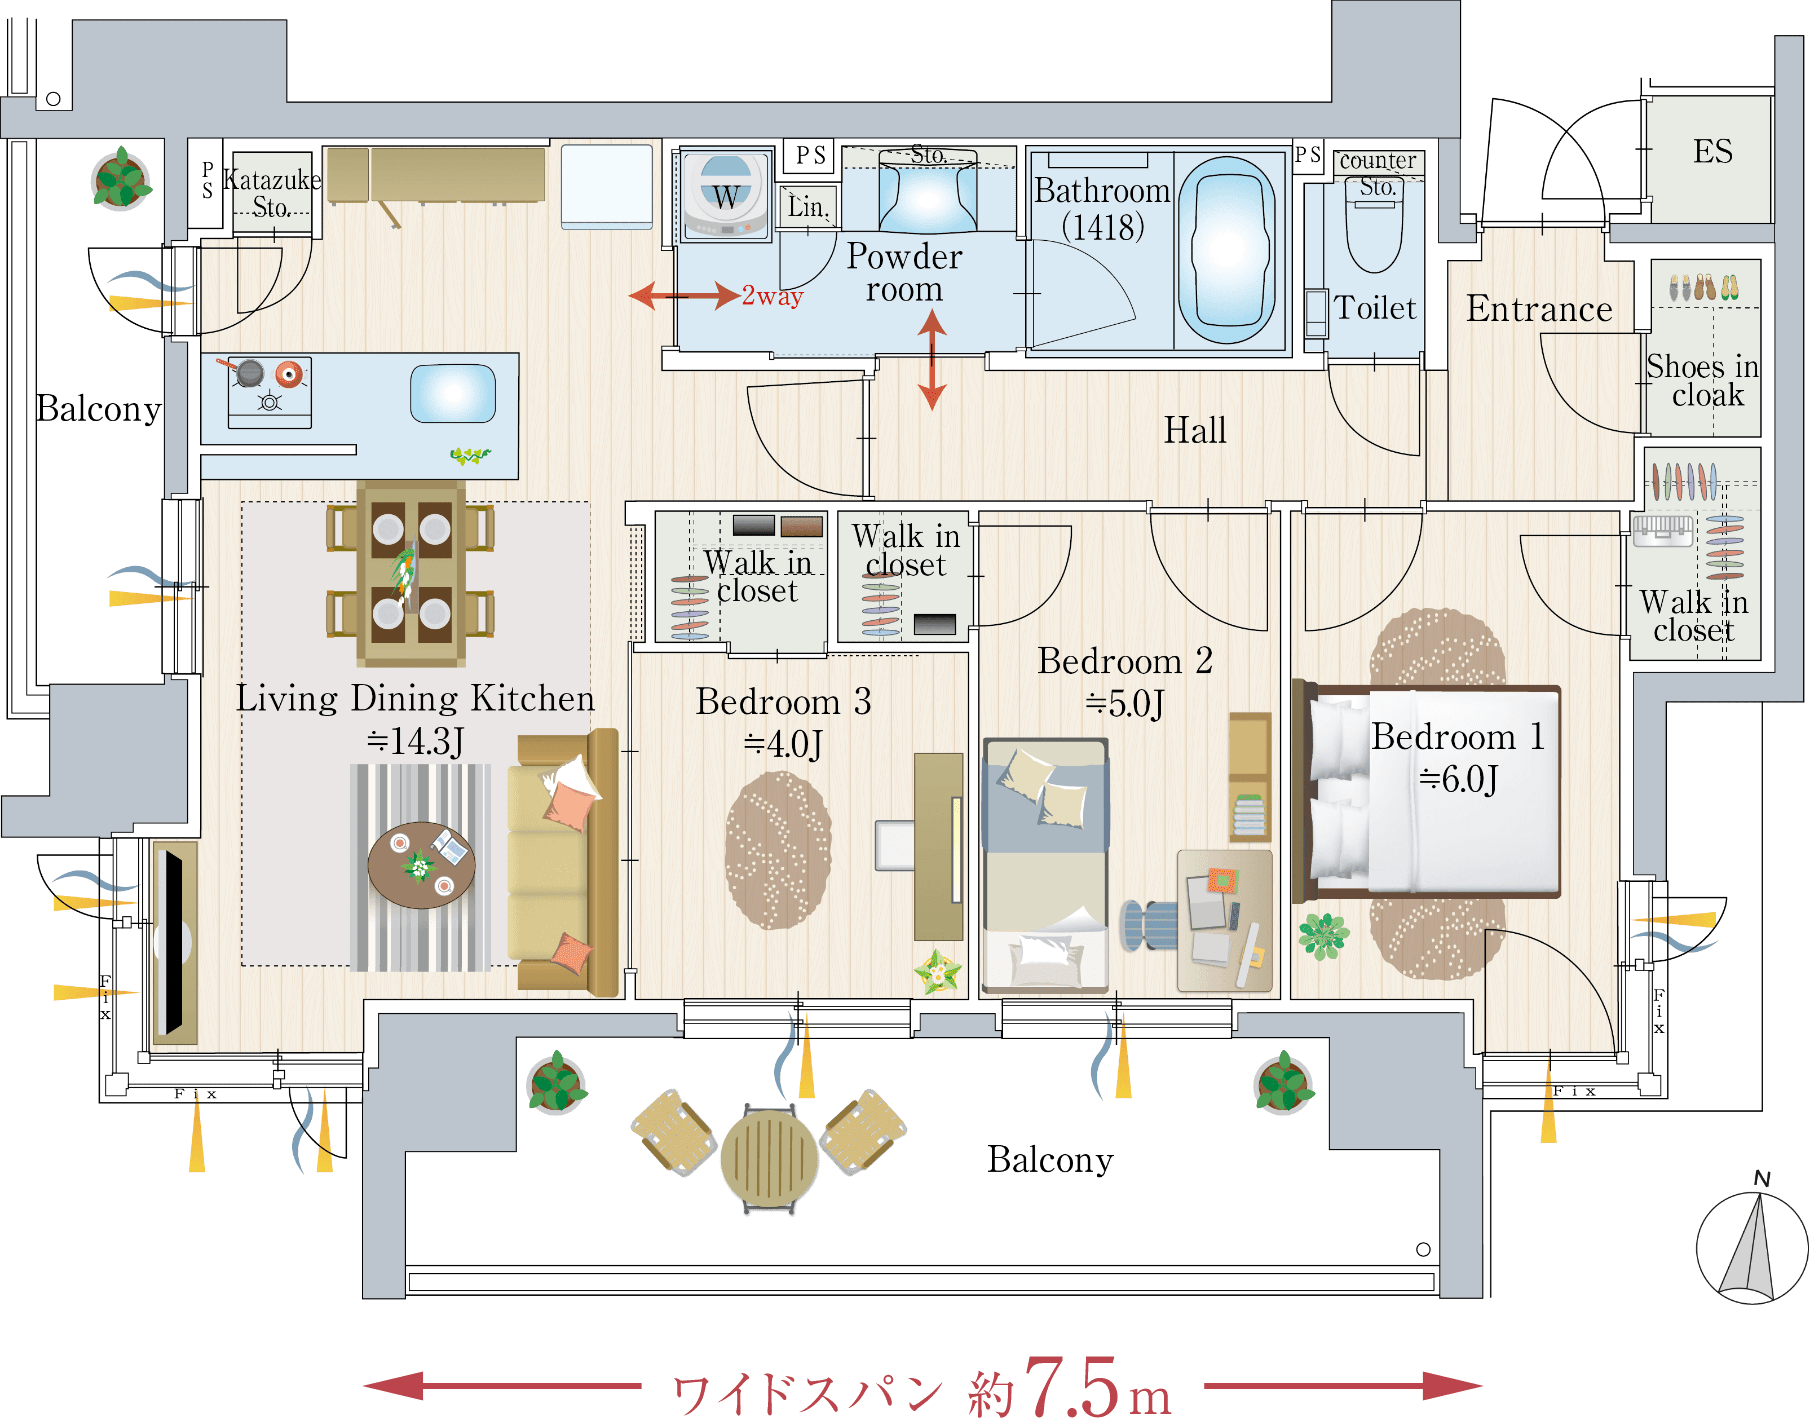 PS
Katazuke
Sto.
W
PS
Lin.
Sto.
Powder
room
2way
Bathroom
(1418)
PS
counter
Sto.
Toilet
Entrance
ES
Shoes in
cloak
Balcony
Hall
Walk in
closet
Walk in
closet
Walk in
closet
Living Dining Kitchen
≒14.3J
Bedroom 3
≒4.0J
Bedroom 2
≒5.0J
Bedroom 1
≒6.0J
Fix
Fix
Fix
Fix
Balcony
N
ワイドスパン 約7.5m